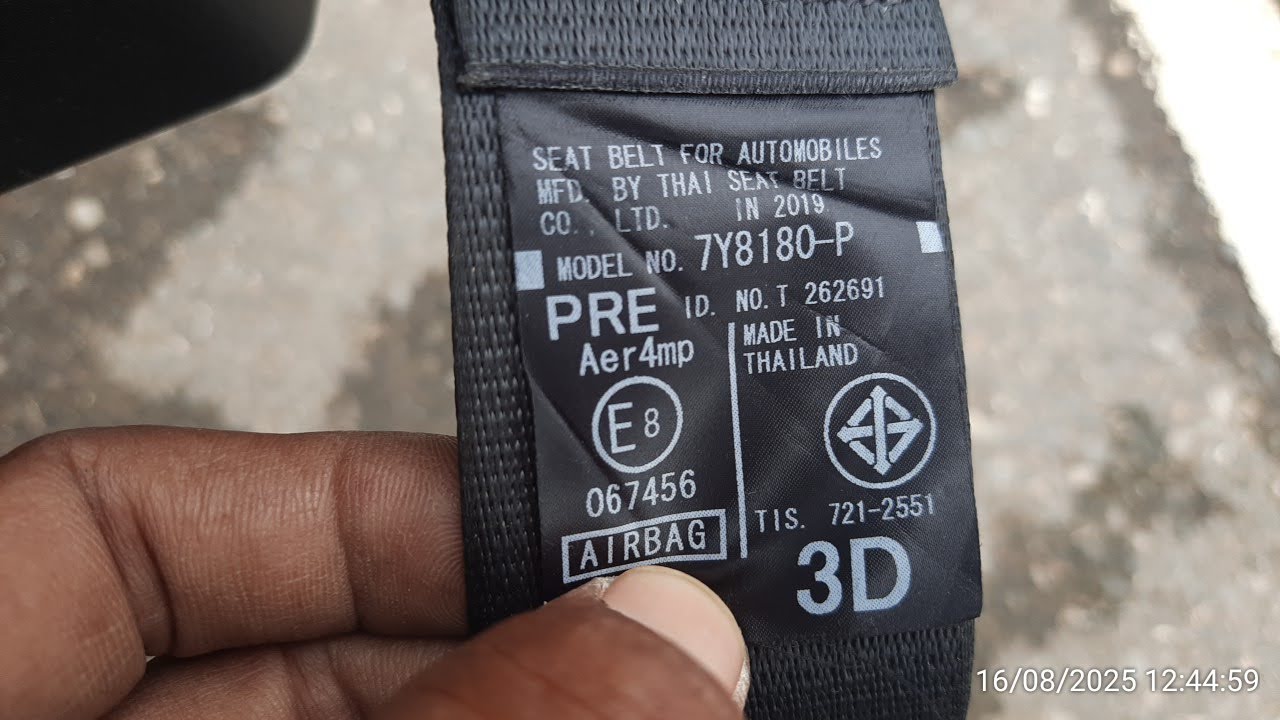 SEAT BELT FOR AUTOMOBILES
MFD. BY THAI SEAT BELT
CO., LTD. IN 2019
MODEL NO. 7Y8180-P
PRE ID. NO. T 262691
Aer4mp
E8
067456
AIRBAG
MADE IN
THAILAND
TIS. 721-2551
3D
16/08/2025 12:44:59